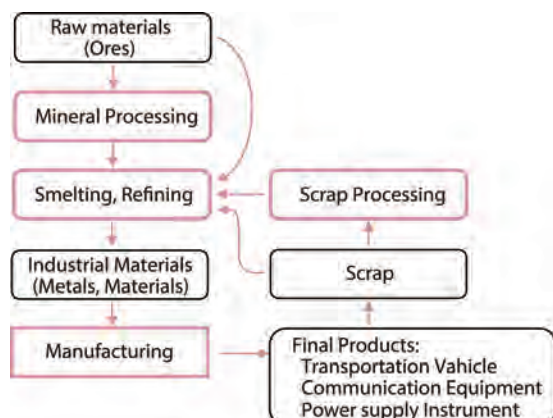 Raw materials
(Ores)
Mineral Processing
Smelting, Refining
Scrap Processing
Industrial Materials
(Metals, Materials)
Scrap
Manufacturing
Final Products:
Transportation Vahicle
Communication Equipment
Power supply Instrument